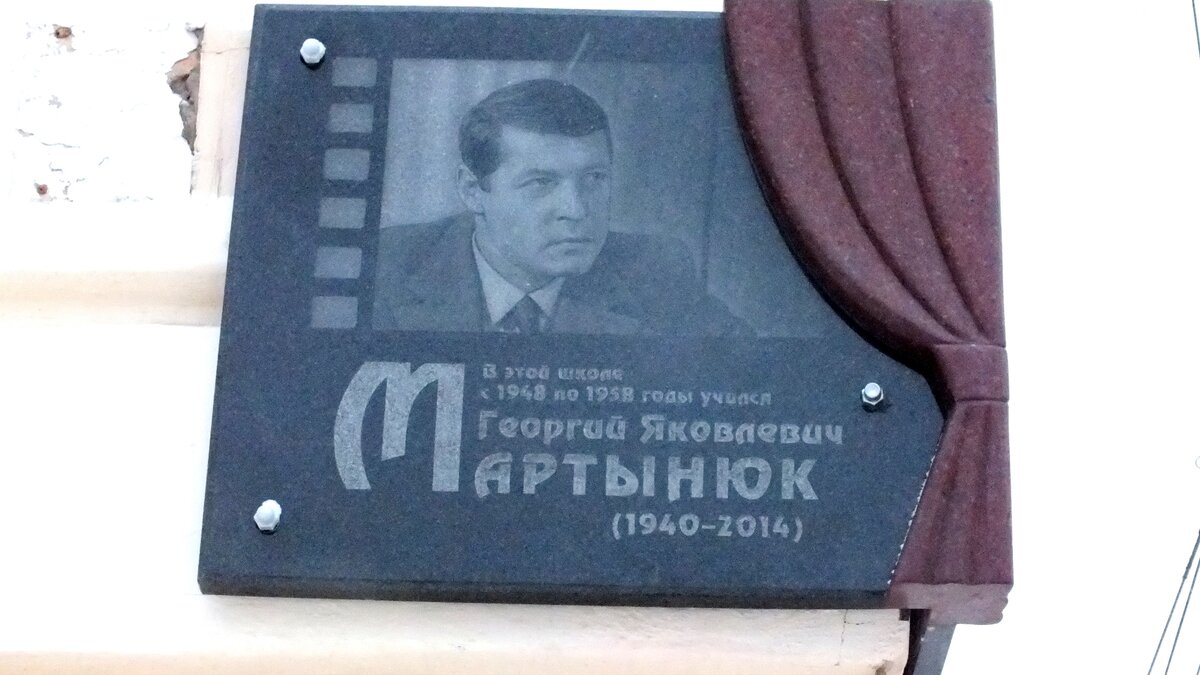 В этой школе
с 1948 по 1958 годы учился
Георгий Яковлевич
Мартынюк
(1940–2014)